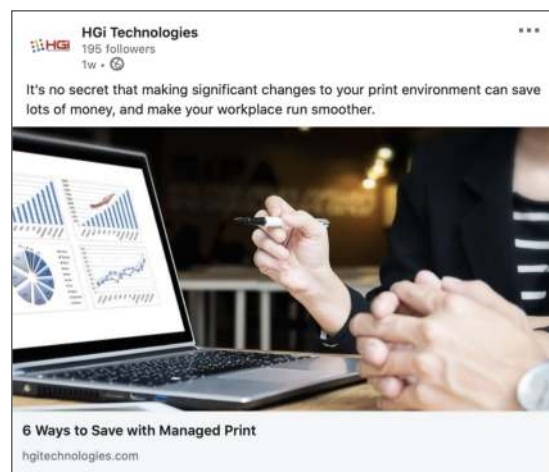 HGi Technologies
HGi
195 followers
1w •
It's no secret that making significant changes to your print environment can save
lots of money, and make your workplace run smoother.
6 Ways to Save with Managed Print
hgitechnologies.com